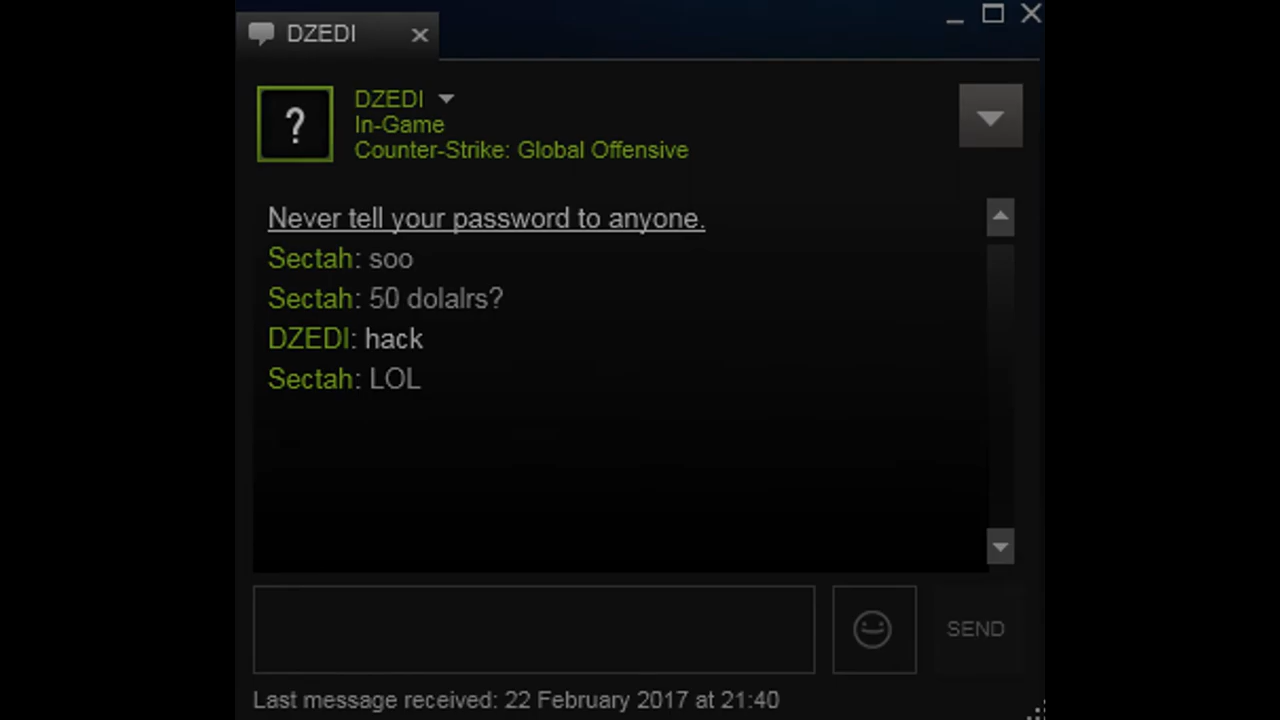 DZEDI
DZEDI
In-Game
Counter-Strike: Global Offensive
Never tell your password to anyone.
Sectah: soo
Sectah: 50 dolalrs?
DZEDI: hack
Sectah: LOL
SEND
Last message received: 22 February 2017 at 21:40